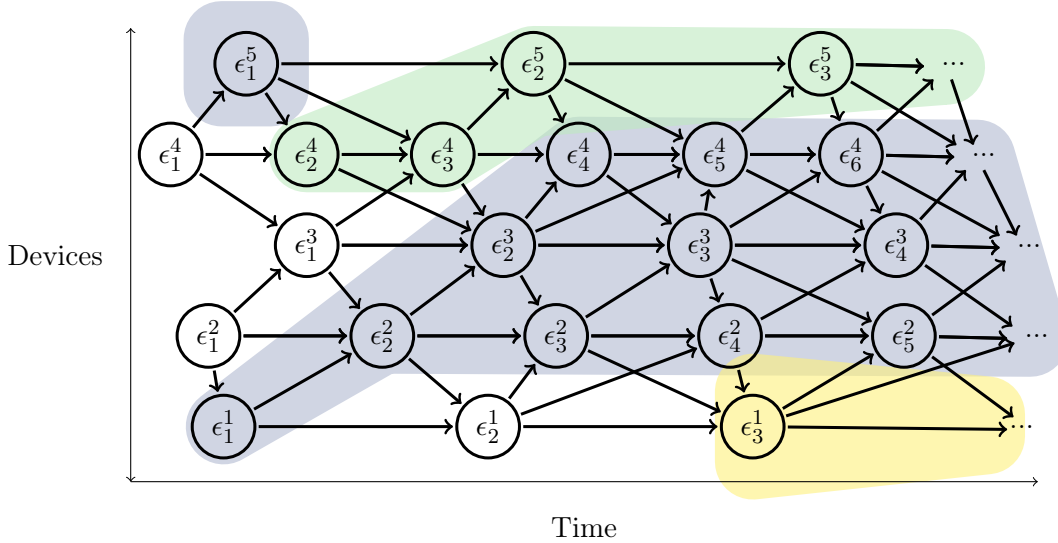 ϵ₁⁵ ϵ₂⁵ ϵ₃⁵ ...
ϵ₁⁴ ϵ₂⁴ ϵ₃⁴ ϵ₄⁴ ϵ₅⁴ ϵ₆⁴ ...
ϵ₁³ ϵ₂³ ϵ₃³ ϵ₄³ ...
Devices
ϵ₁² ϵ₂² ϵ₃² ϵ₄² ϵ₅² ...
ϵ₁¹ ϵ₂¹ ϵ₃¹ ...
Time